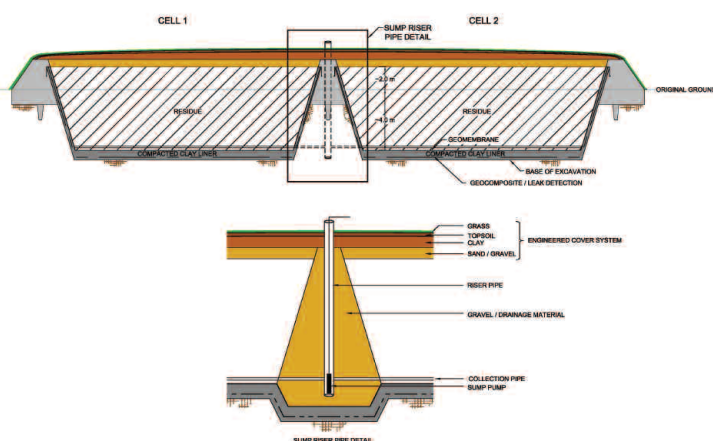 CELL 1
CELL 2
SUMP RISER
PIPE DETAIL
~2.0 m
ORIGINAL GROUND
RESIDUE
RESIDUE
~4.0 m
GEOMEMBRANE
COMPACTED CLAY LINER
COMPACTED CLAY LINER
BASE OF EXCAVATION
GEOCOMPOSITE / LEAK DETECTION
GRASS
TOPSOIL
CLAY
ENGINEERED COVER SYSTEM
SAND / GRAVEL
RISER PIPE
GRAVEL / DRAINAGE MATERIAL
COLLECTION PIPE
SUMP PUMP
SUMP RISER PIPE DETAIL